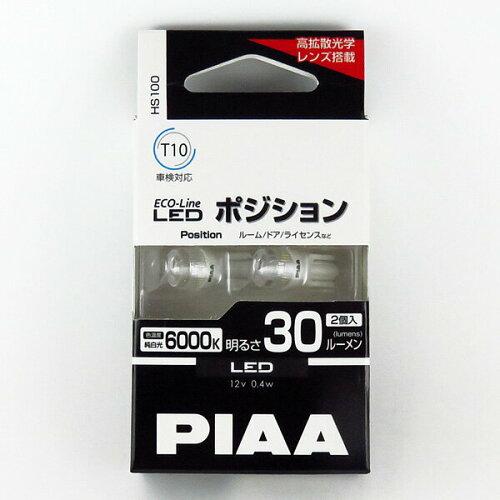 高拡散光学
レンズ搭載
HS100
T10
車検対応
ECO-Line
LED ポジション
Position ルーム/ドア/ライセンスなど
PIAA PIAA
色温度
純白光 6000K 明るさ 30 ルーメン
2個入
(lumens)
LED
12v 0.4w
PIAA